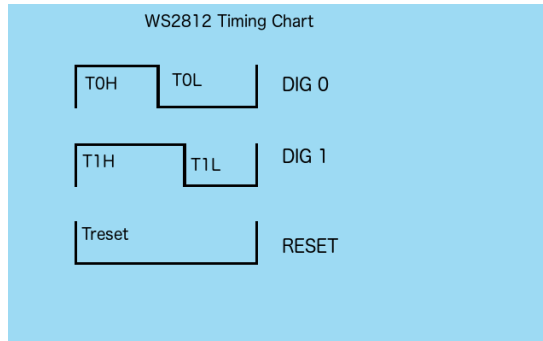 WS2812 Timing Chart
T0H T0L DIG 0
T1H T1L DIG 1
Treset RESET